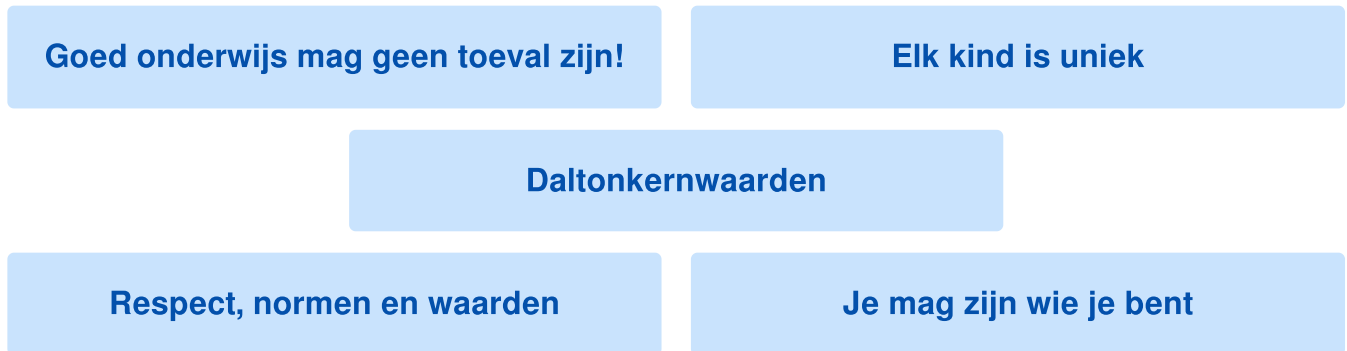 Goed onderwijs mag geen toeval zijn!
Elk kind is uniek
Daltonkernwaarden
Respect, normen en waarden
Je mag zijn wie je bent